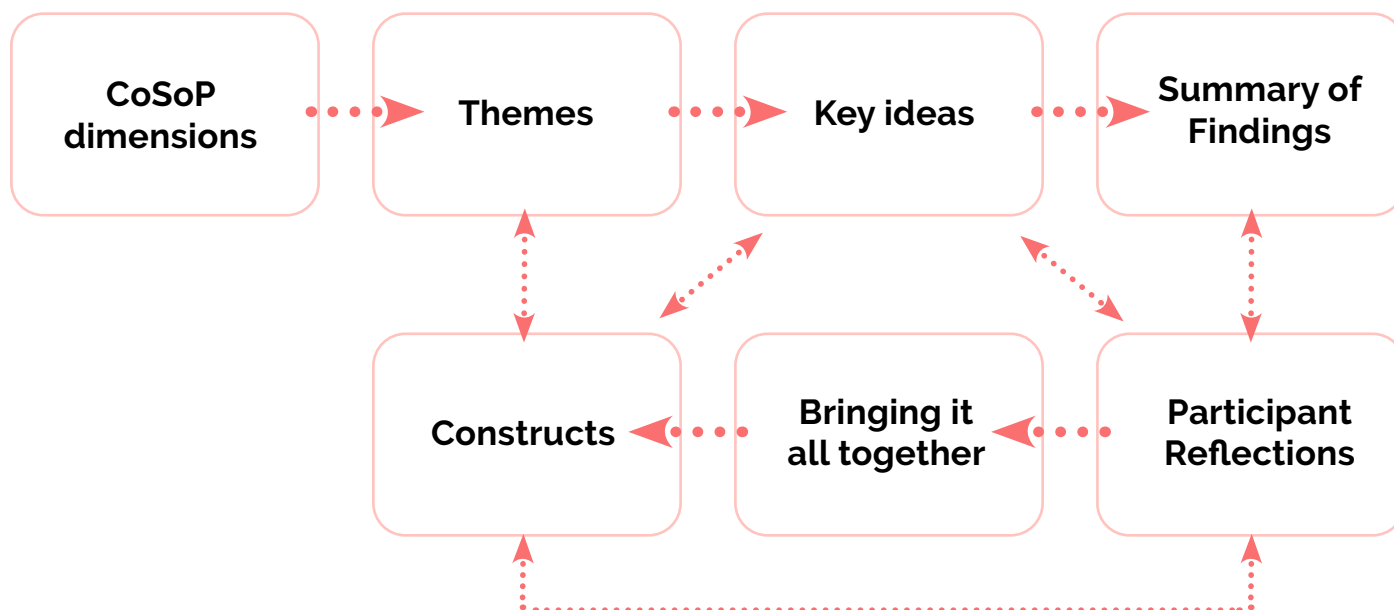 CoSoP
dimensions
Themes
Key ideas
Summary of
Findings
Constructs
Bringing it
all together
Participant
Reflections